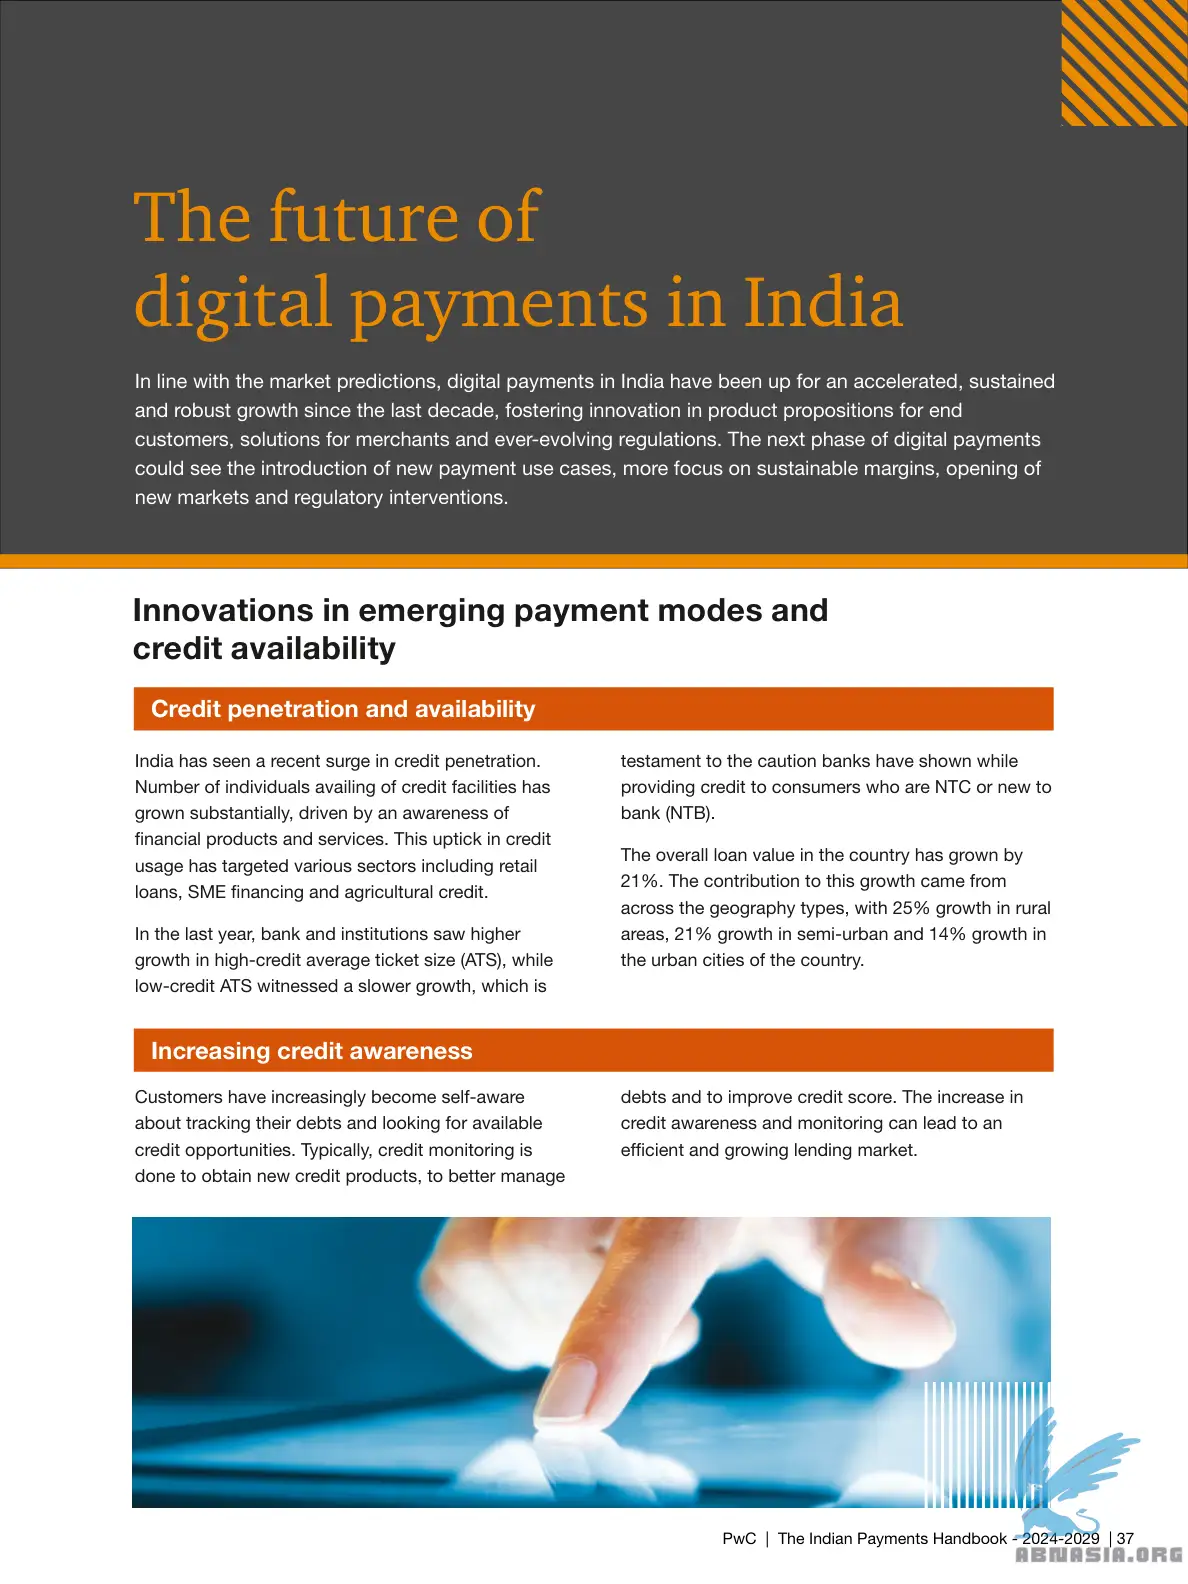 The future of
digital payments in India
In line with the market predictions, digital payments in India have been up for an accelerated, sustained
and robust growth since the last decade, fostering innovation in product propositions for end
customers, solutions for merchants and ever-evolving regulations. The next phase of digital payments
could see the introduction of new payment use cases, more focus on sustainable margins, opening of
new markets and regulatory interventions.
Innovations in emerging payment modes and
credit availability
Credit penetration and availability
India has seen a recent surge in credit penetration.
Number of individuals availing of credit facilities has
grown substantially, driven by an awareness of
financial products and services. This uptick in credit
usage has targeted various sectors including retail
loans, SME financing and agricultural credit.
In the last year, bank and institutions saw higher
growth in high-credit average ticket size (ATS), while
low-credit ATS witnessed a slower growth, which is
testament to the caution banks have shown while
providing credit to consumers who are NTC or new to
bank (NTB).
The overall loan value in the country has grown by
21%. The contribution to this growth came from
across the geography types, with 25% growth in rural
areas, 21% growth in semi-urban and 14% growth in
the urban cities of the country.
Increasing credit awareness
Customers have increasingly become self-aware
about tracking their debts and looking for available
credit opportunities. Typically, credit monitoring is
done to obtain new credit products, to better manage
debts and to improve credit score. The increase in
credit awareness and monitoring can lead to an
efficient and growing lending market.
PwC | The Indian Payments Handbook - 2024-2029 | 37
ABMASIA.ORG